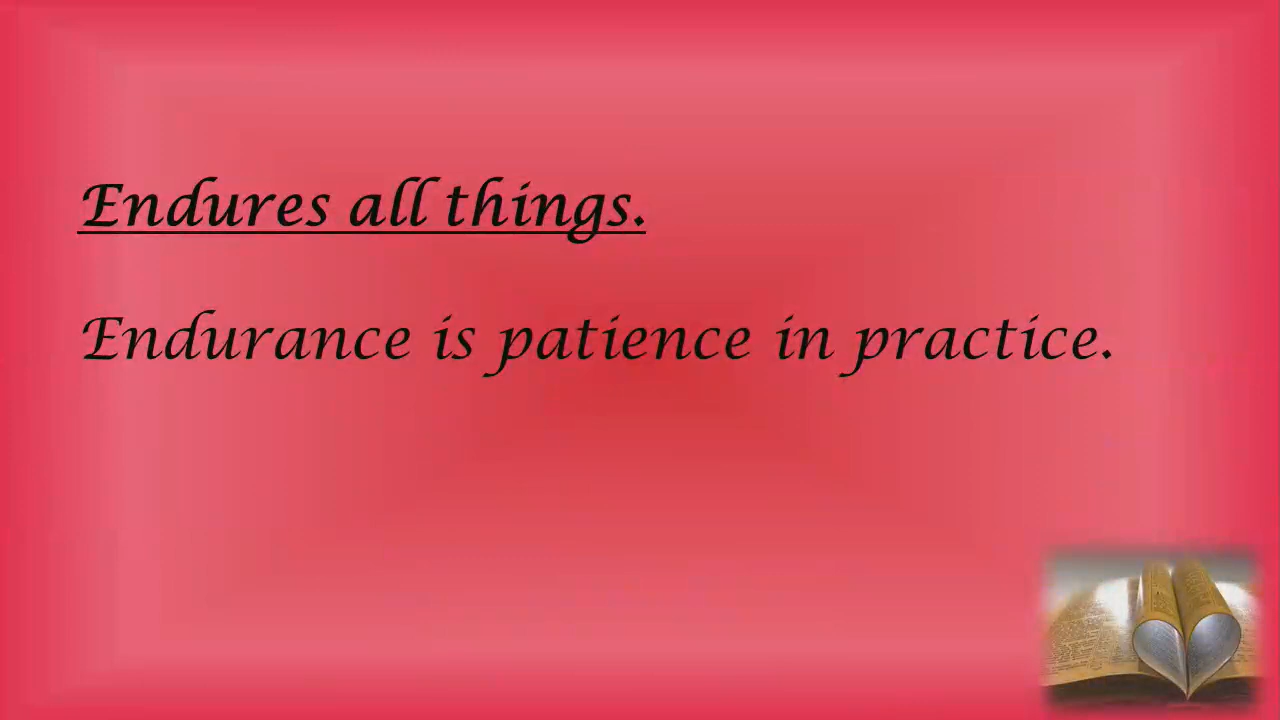 Endures all things.
Endurance is patience in practice.